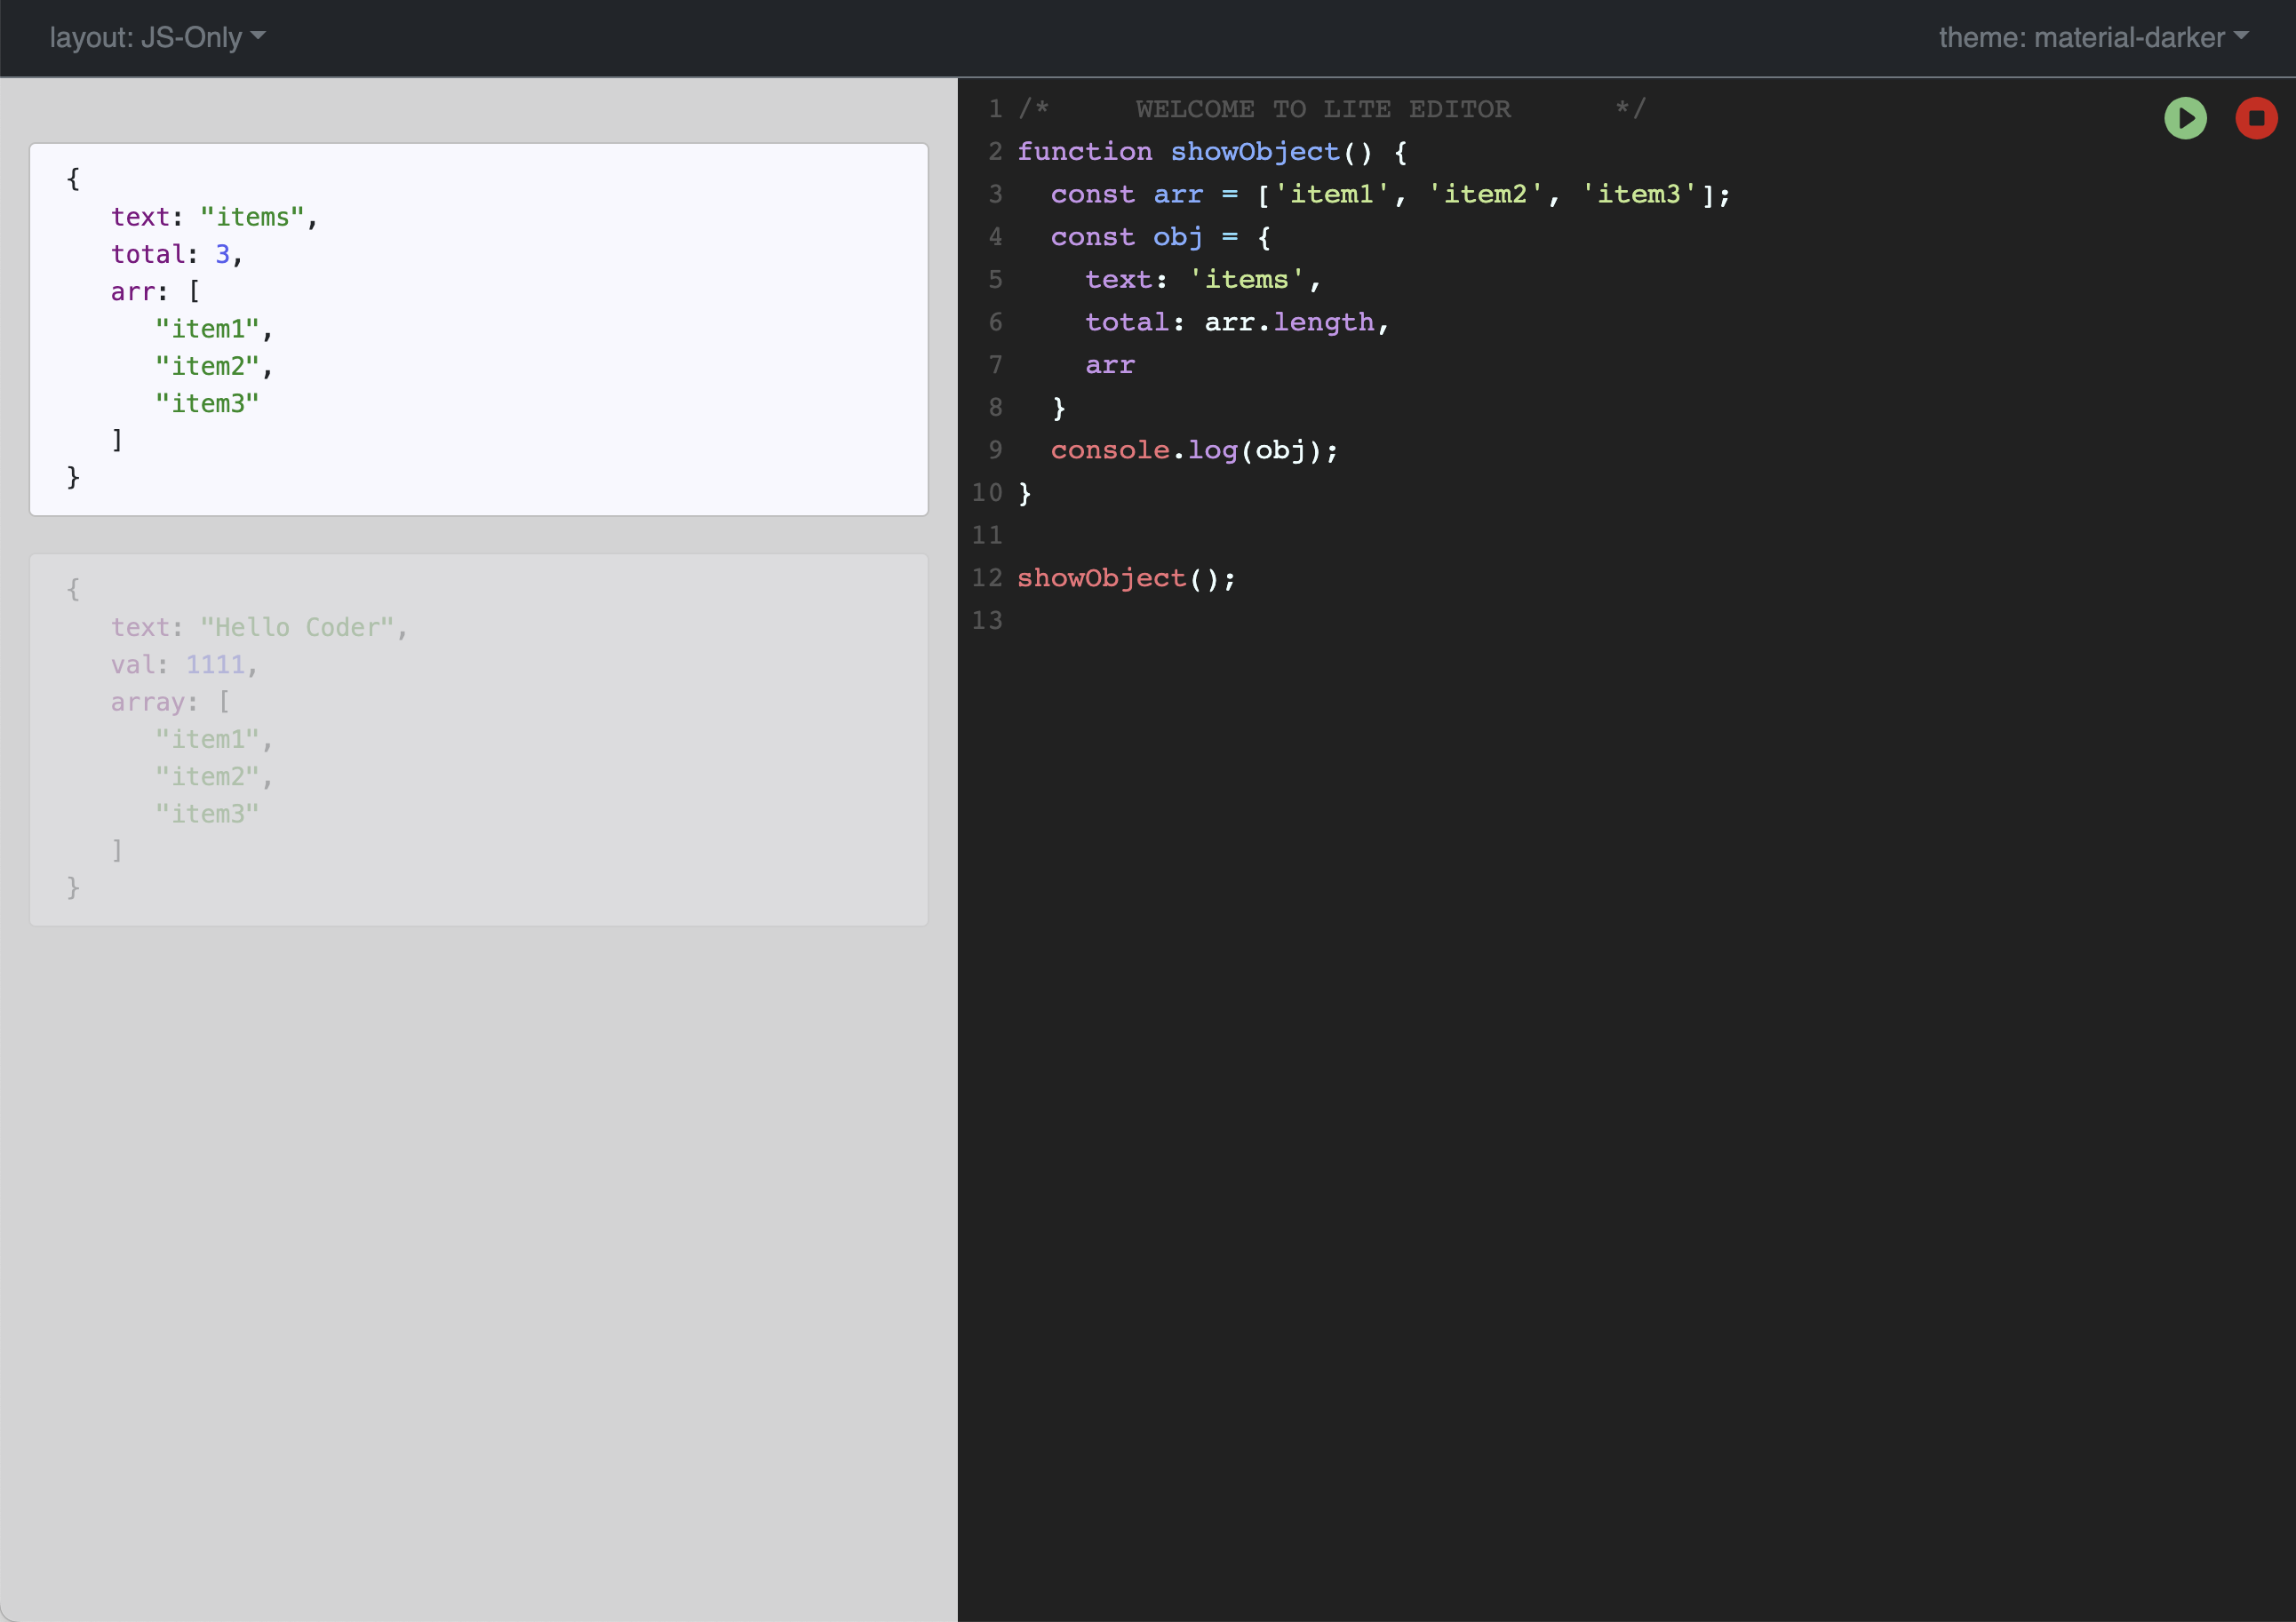 layout: JS-Only
theme: material-darker
{
   text: "items",
   total: 3,
   arr: [
      "item1",
      "item2",
      "item3"
   ]
}
{
   text: "Hello Coder",
   val: 1111,
   array: [
      "item1",
      "item2",
      "item3"
   ]
}
1 /*     WELCOME TO LITE EDITOR      */
2 function showObject() {
3   const arr = ['item1', 'item2', 'item3'];
4   const obj = {
5     text: 'items',
6     total: arr.length,
7     arr
8   }
9   console.log(obj);
10 }
11
12 showObject();
13